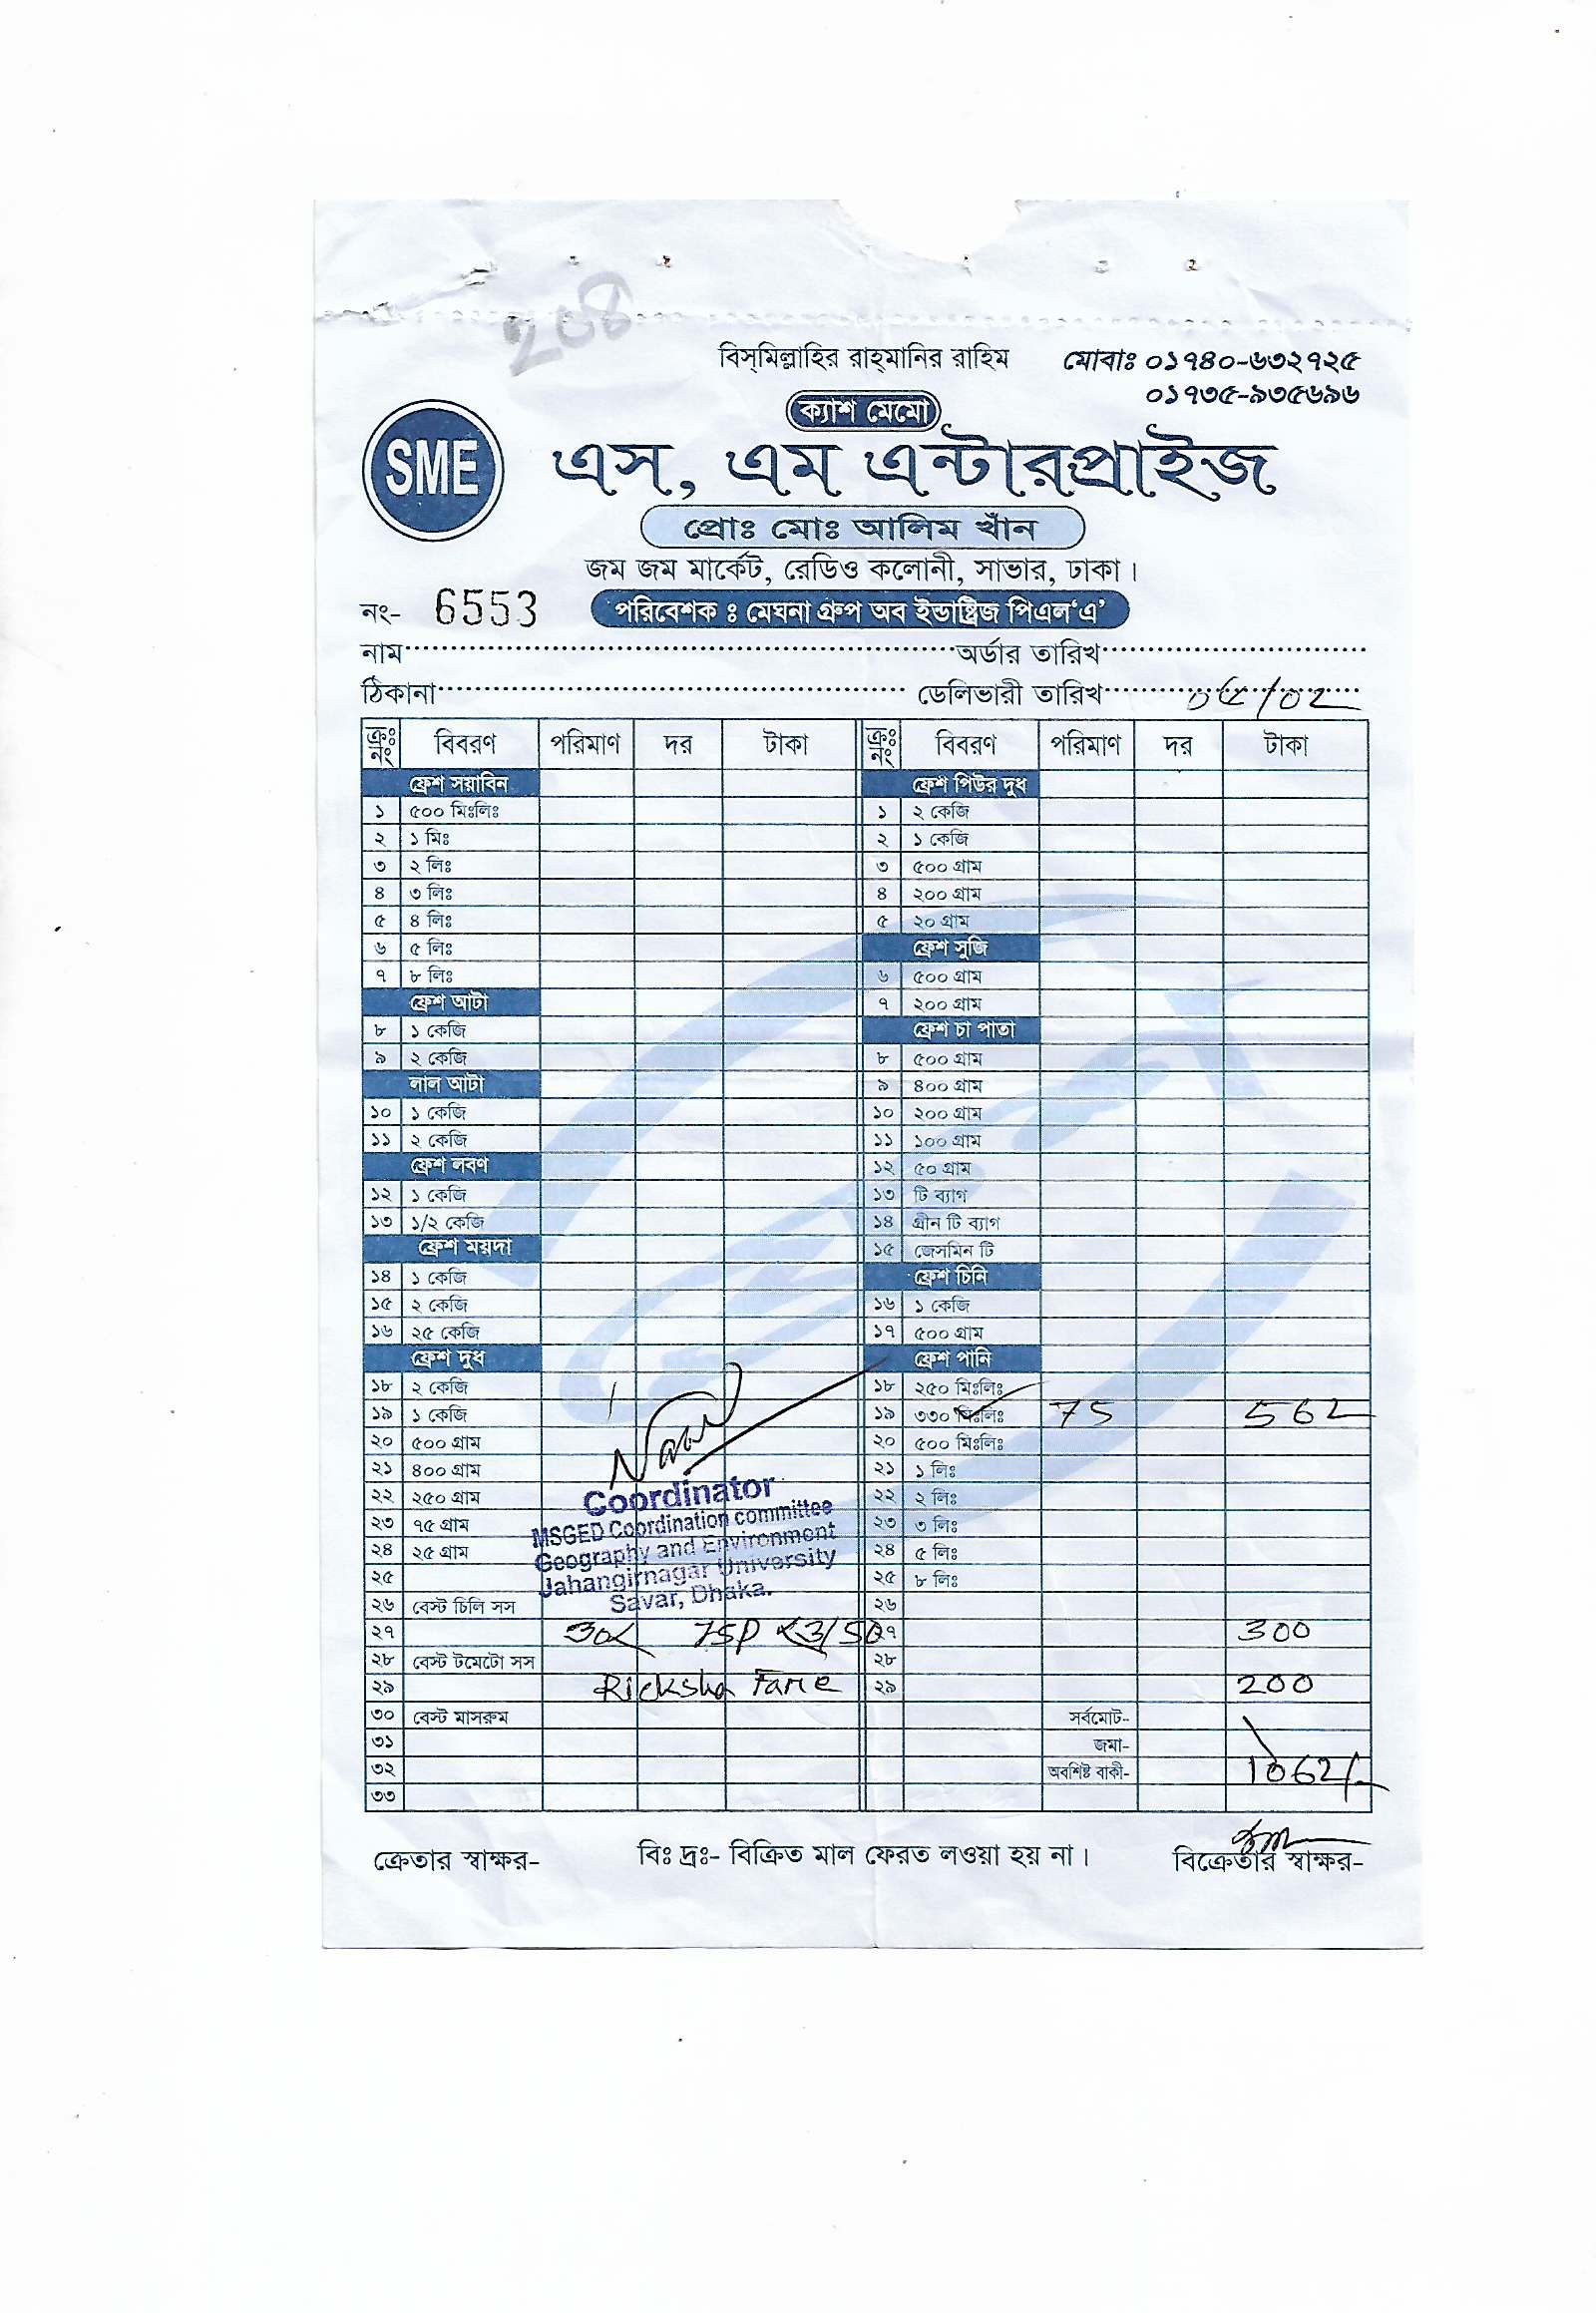 208
বিস্‌মিল্লাহির রাহ্‌মানির রাহিম
মোবাঃ ০১৭৪০-৬৩২৭২৫
০১৭৩৫-৯৩৫৬৯৬
ক্যাশ মেমো
SME
এস, এম এন্টারপ্রাইজ
প্রোঃ মোঃ আলিম খাঁন
জম জম মার্কেট, রেডিও কলোনী, সাভার, ঢাকা।
নং- 6553 পরিবেশক ঃ মেঘনা গ্রুপ অব ইন্ডাষ্ট্রিজ পিএল‘এ’
নাম অর্ডার তারিখ
ঠিকানা ডেলিভারী তারিখ ০৫/০২
ক্রঃ নং বিবরণ পরিমাণ দর টাকা ক্রঃ নং বিবরণ পরিমাণ দর টাকা
ফ্রেশ সয়াবিন ফ্রেশ পিউর দুধ
১ ৫০০ মিঃলিঃ ১ ২ কেজি
২ ১ মিঃ ২ ১ কেজি
৩ ২ লিঃ ৩ ৫০০ গ্রাম
৪ ৩ লিঃ ৪ ২০০ গ্রাম
৫ ৪ লিঃ ৫ ২০ গ্রাম
৬ ৫ লিঃ ফ্রেশ সুজি
৭ ৮ লিঃ ৬ ৫০০ গ্রাম
ফ্রেশ আটা ৭ ২০০ গ্রাম
৮ ১ কেজি ফ্রেশ চা পাতা
৯ ২ কেজি ৮ ৫০০ গ্রাম
লাল আটা ৯ ৪০০ গ্রাম
১০ ১ কেজি ১০ ২০০ গ্রাম
১১ ২ কেজি ১১ ১০০ গ্রাম
ফ্রেশ লবণ ১২ ৫০ গ্রাম
১২ ১ কেজি ১৩ টি ব্যাগ
১৩ ১/২ কেজি ১৪ গ্রীন টি ব্যাগ
ফ্রেশ ময়দা ১৫ জেসমিন টি
১৪ ১ কেজি ফ্রেশ চিনি
১৫ ২ কেজি ১৬ ১ কেজি
১৬ ২৫ কেজি ১৭ ৫০০ গ্রাম
ফ্রেশ দুধ ফ্রেশ পানি
১৮ ২ কেজি ১৮ ২৫০ মিঃলিঃ
১৯ ১ কেজি ১৯ ৩৩০ মিঃলিঃ 75 562
২০ ৫০০ গ্রাম ২০ ৫০০ মিঃলিঃ
২১ ৪০০ গ্রাম ২১ ১ লিঃ
২২ ২৫০ গ্রাম ২২ ২ লিঃ
২৩ ৭৫ গ্রাম ২৩ ৩ লিঃ
২৪ ২৫ গ্রাম ২৪ ৫ লিঃ
২৫ ২৫ ৮ লিঃ
Coordinator
MSGED Coordination committee
Geography and Environment
Jahangirnagar University
Savar, Dhaka.
২৬ বেস্ট চিলি সস ২৬
২৭ 75P ২৭ 300
২৮ বেস্ট টমেটো সস ২৮
২৯ Ricksha Fare ২৯ 200
৩০ বেস্ট মাসরুম সর্বমোট-
৩১ জমা-
৩২ অবশিষ্ট বাকী- 1062/-
৩৩
ক্রেতার স্বাক্ষর- বিঃ দ্রঃ- বিক্রিত মাল ফেরত লওয়া হয় না। বিক্রেতার স্বাক্ষর-